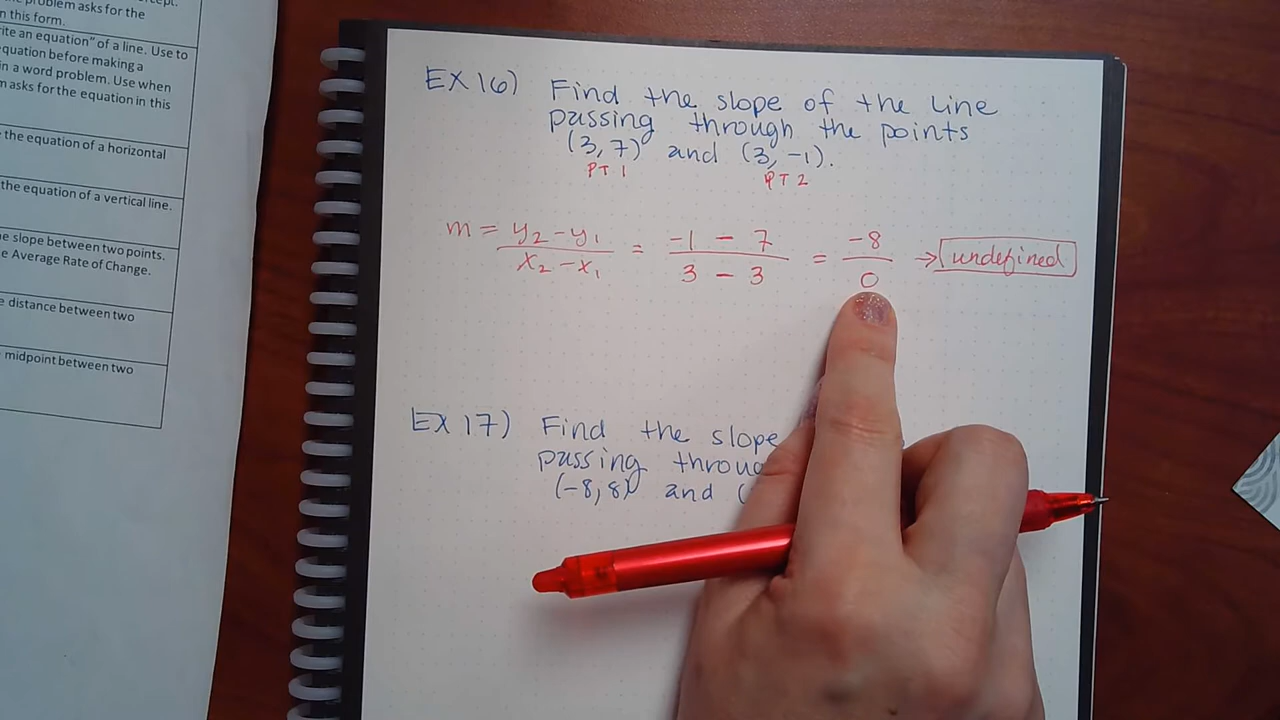 problem asks for the
n this form.
rite an equation" of a line. Use to
equation before making a
in a word problem. Use when
asks for the equation in this
the equation of a horizontal
the equation of a vertical line.
e slope between two points.
e Average Rate of Change.
e distance between two
midpoint between two
EX 16) Find the slope of the line
passing through the points
(3, 7) and (3, -1).
PT 1 PT 2
m = y₂ - y₁ / x₂ - x₁ = -1 - 7 / 3 - 3 = -8 / 0 → undefined
EX 17) Find the slope
passing throug
(-8, 8) and (